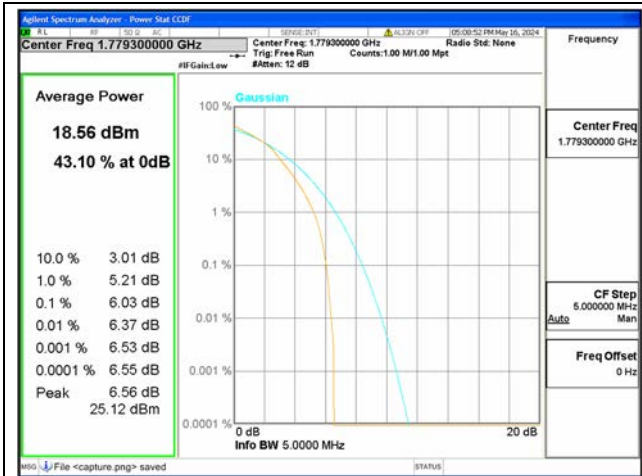 Agilent Spectrum Analyzer - Power Stat CCDF
RL RF 50 Ω AC SENSE:INT ALIGN OFF 05:08:52 PM May 16, 2024
Center Freq 1.779300000 GHz
Center Freq: 1.779300000 GHz Radio Std: None
Trig: Free Run Counts:1.00 M/1.00 Mpt
#IFGain:Low #Atten: 12 dB
Frequency
Average Power
18.56 dBm
43.10 % at 0dB
10.0 % 3.01 dB
1.0 % 5.21 dB
0.1 % 6.03 dB
0.01 % 6.37 dB
0.001 % 6.53 dB
0.0001 % 6.55 dB
Peak 6.56 dB
25.12 dBm
Gaussian
100 %
10 %
1 %
0.1 %
0.01 %
0.001 %
0.0001 %
0 dB 20 dB
Info BW 5.0000 MHz
Center Freq
1.779300000 GHz
CF Step
5.000000 MHz
Auto Man
Freq Offset
0 Hz
MSG File <capture.png> saved STATUS